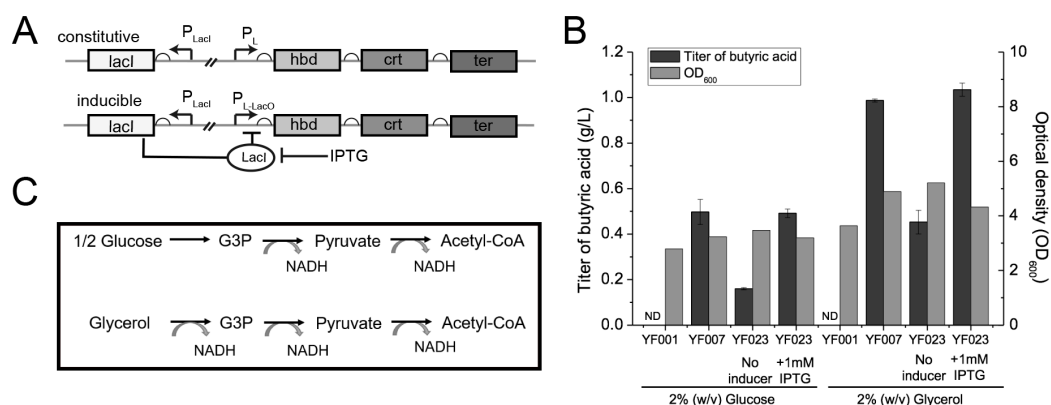 A
constitutive
P LacI
P L
lacI
hbd
crt
ter
inducible
P LacI
P L-LacO
lacI
hbd
crt
ter
LacI
IPTG
C
1/2 Glucose
G3P
Pyruvate
Acetyl-CoA
NADH
NADH
Glycerol
G3P
Pyruvate
Acetyl-CoA
NADH
NADH
NADH
B
Titer of butyric acid
OD600
Titer of butyric acid (g/L)
1.2
1.0
0.8
0.6
0.4
0.2
0.0
Optical density (OD600)
10
8
6
4
2
0
ND
ND
YF001 YF007 YF023 YF023 YF001 YF007 YF023 YF023
No inducer
+1mM IPTG
No inducer
+1mM IPTG
2% (w/v) Glucose
2% (w/v) Glycerol